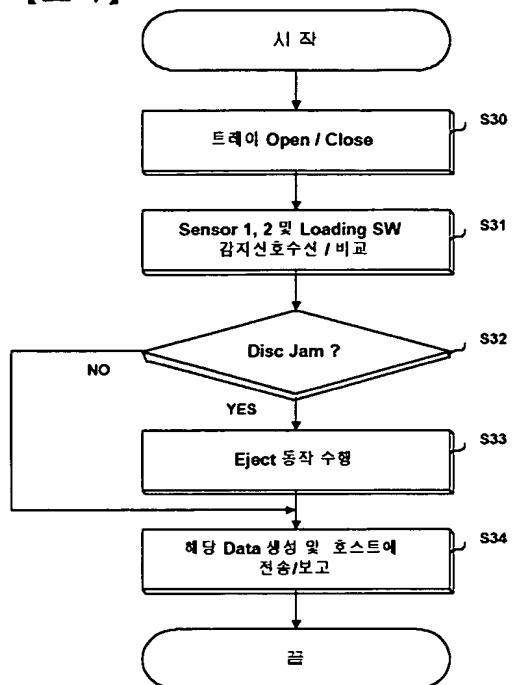 시 작
트레이 Open / Close
S30
Sensor 1, 2 및 Loading SW
감지신호수신 / 비교
S31
Disc Jam ?
S32
NO
YES
Eject 동작 수행
S33
해당 Data 생성 및 호스트에
전송/보고
S34
끝